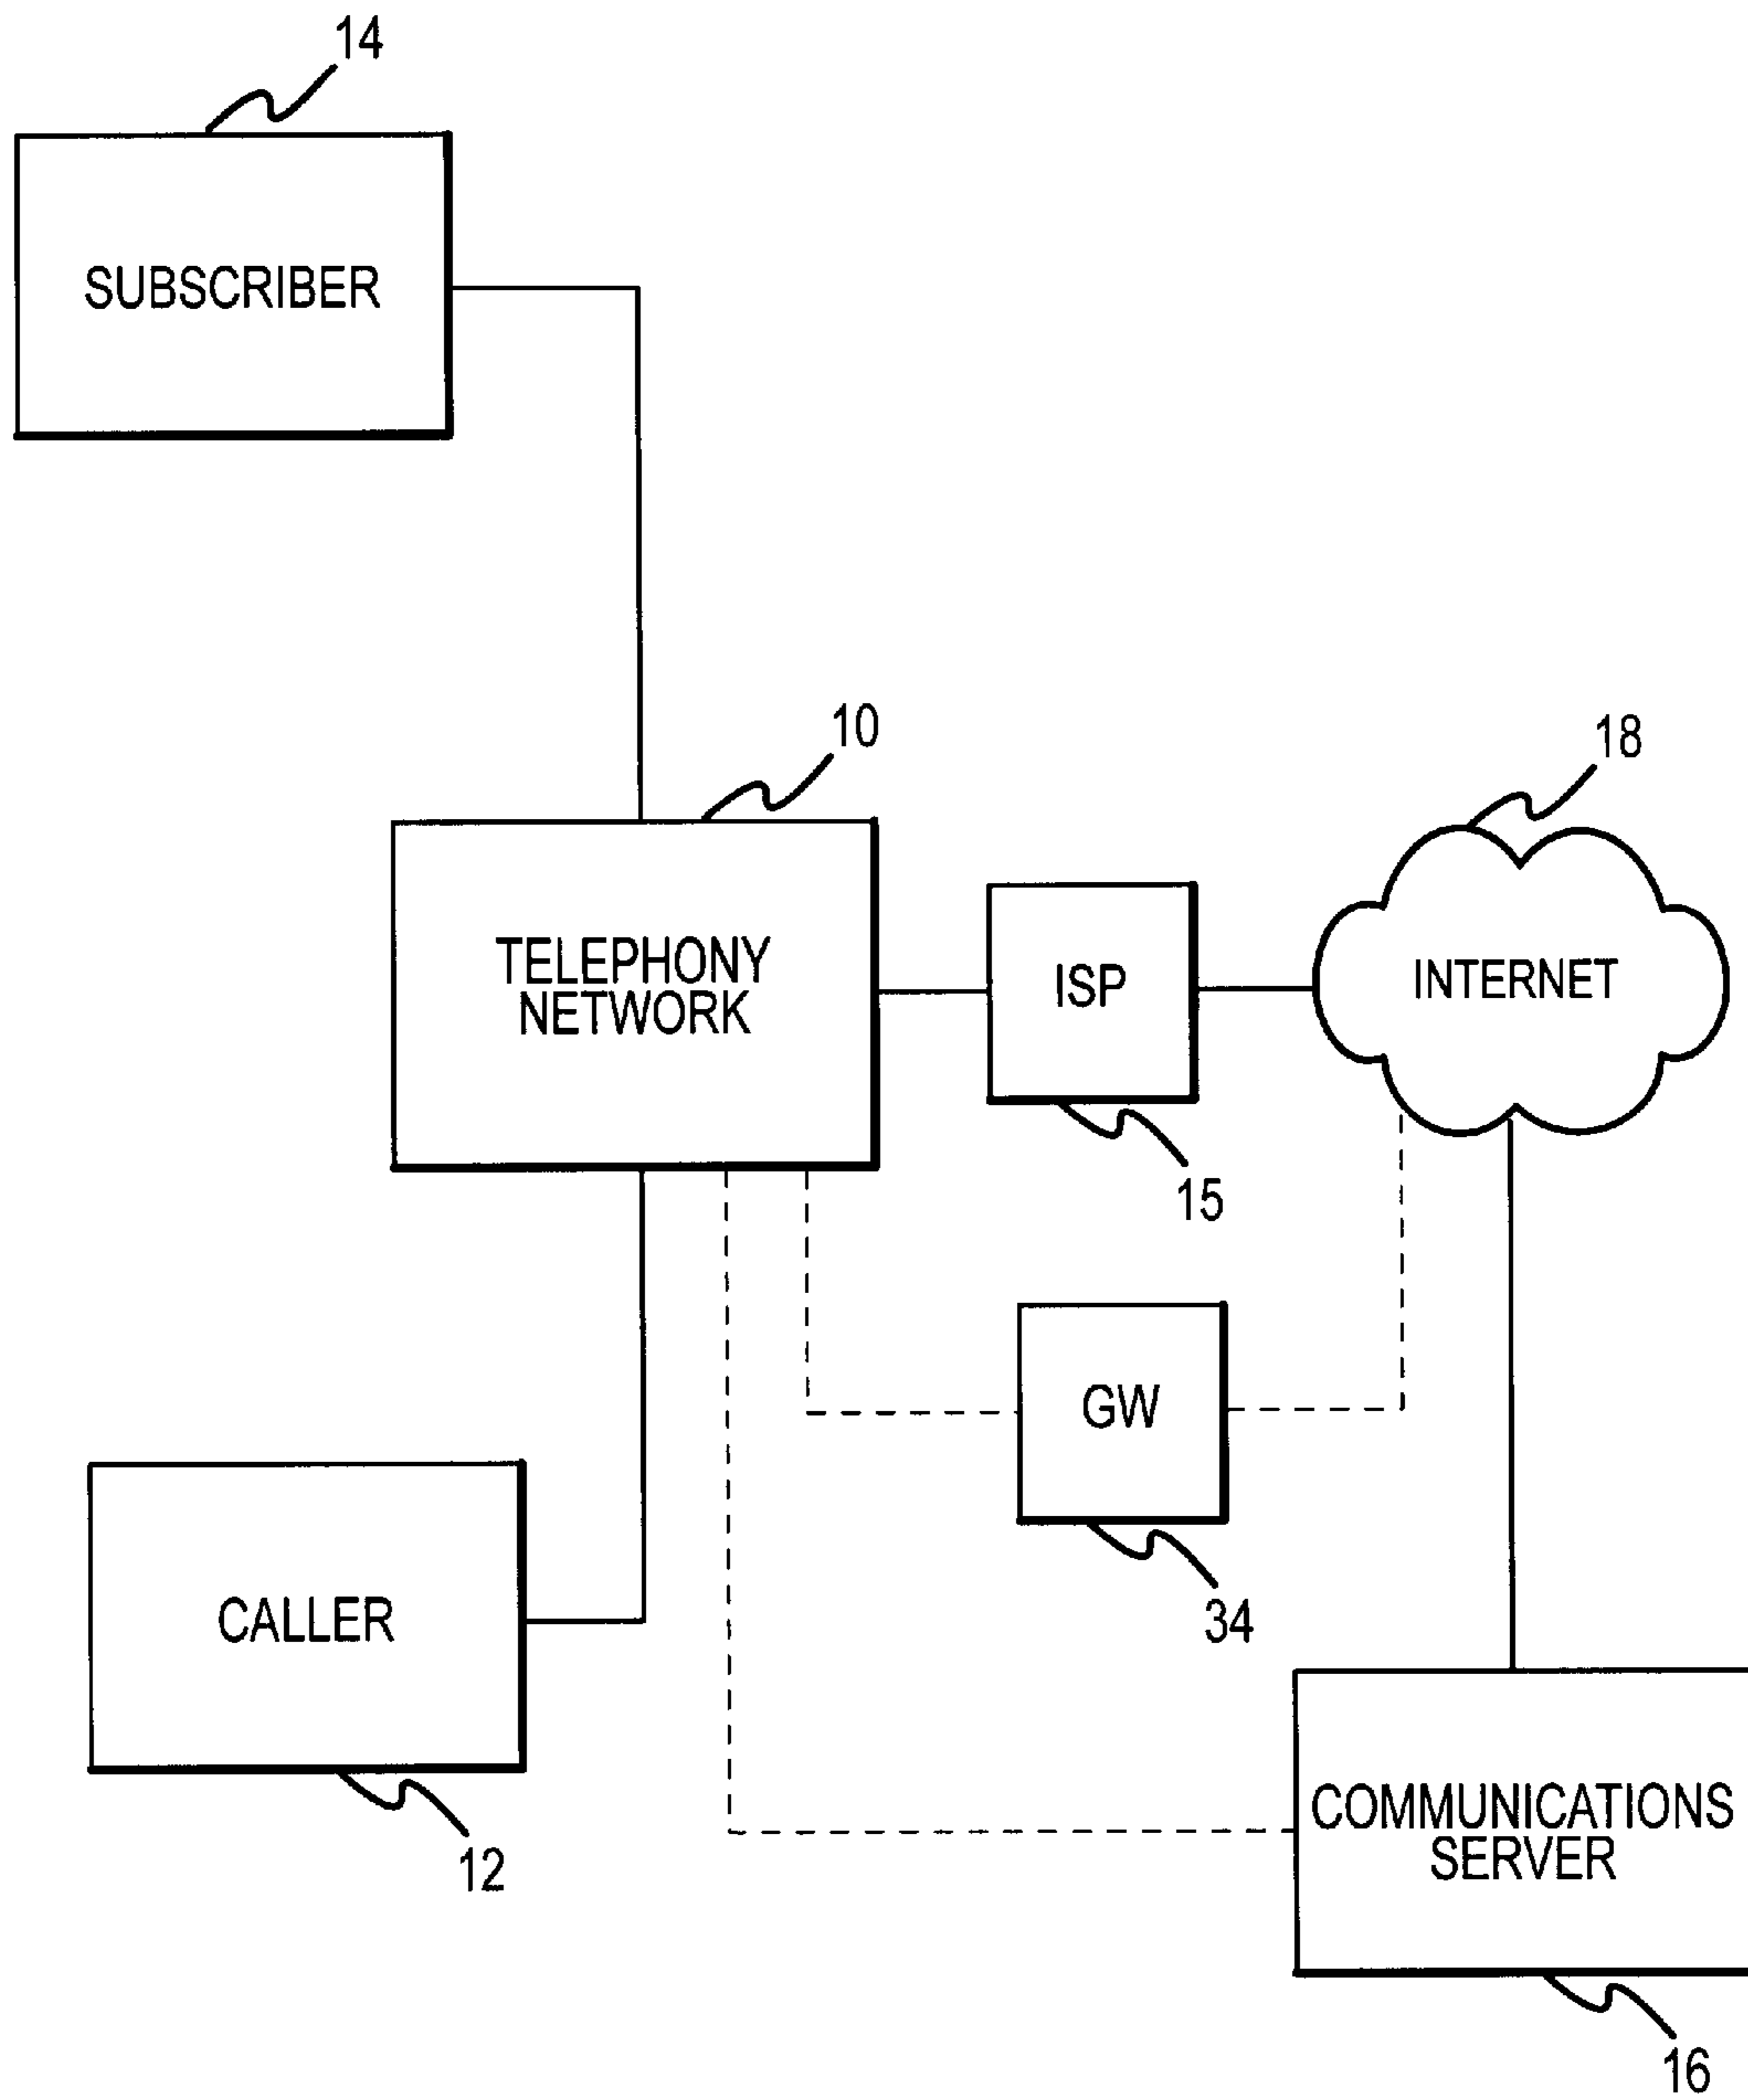 14
SUBSCRIBER
10
18
TELEPHONY
NETWORK
ISP
INTERNET
15
GW
34
CALLER
12
COMMUNICATIONS
SERVER
16